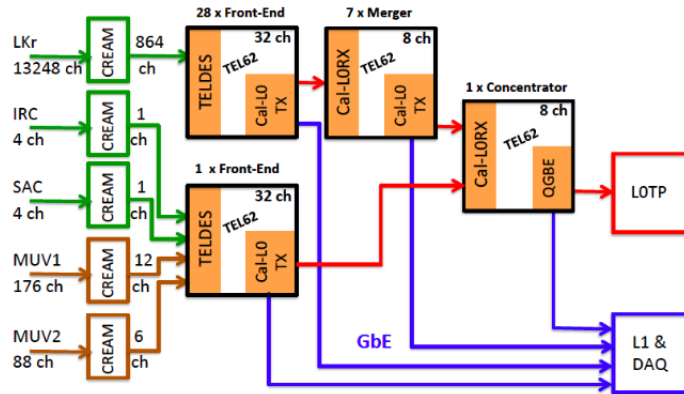 28 x Front-End
7 x Merger
LKr
13248 ch
CREAM
864
ch
TELDES
32 ch
TEL62
Cal-L0
TX
Cal-L0RX
8 ch
TEL62
Cal-L0
TX
1 x Concentrator
Cal-L0RX
8 ch
TEL62
QGBE
L0TP
IRC
4 ch
CREAM
1
ch
SAC
4 ch
CREAM
1
ch
1 x Front-End
TELDES
32 ch
TEL62
Cal-L0
TX
MUV1
176 ch
CREAM
12
ch
MUV2
88 ch
CREAM
6
ch
GbE
L1 &
DAQ